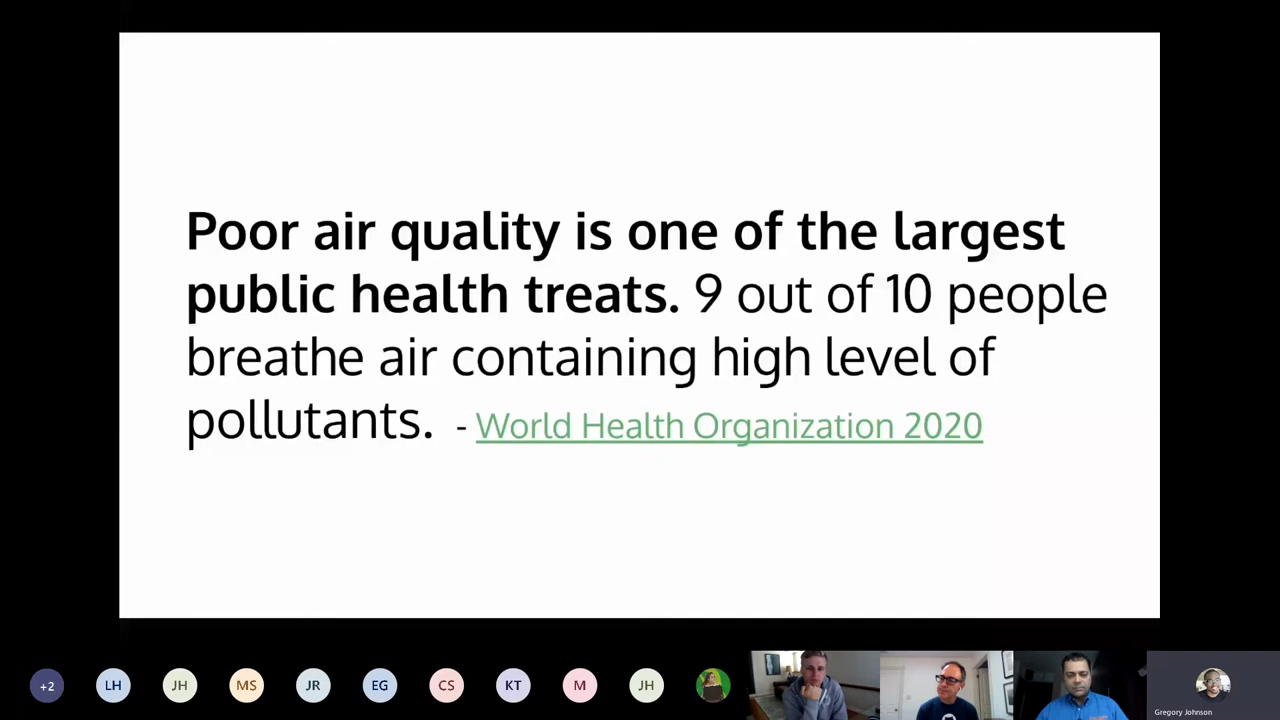 Poor air quality is one of the largest
public health treats. 9 out of 10 people
breathe air containing high level of
pollutants. - World Health Organization 2020
+2
LH
JH
MS
JR
EG
CS
KT
M
JH
Gregory Johnson